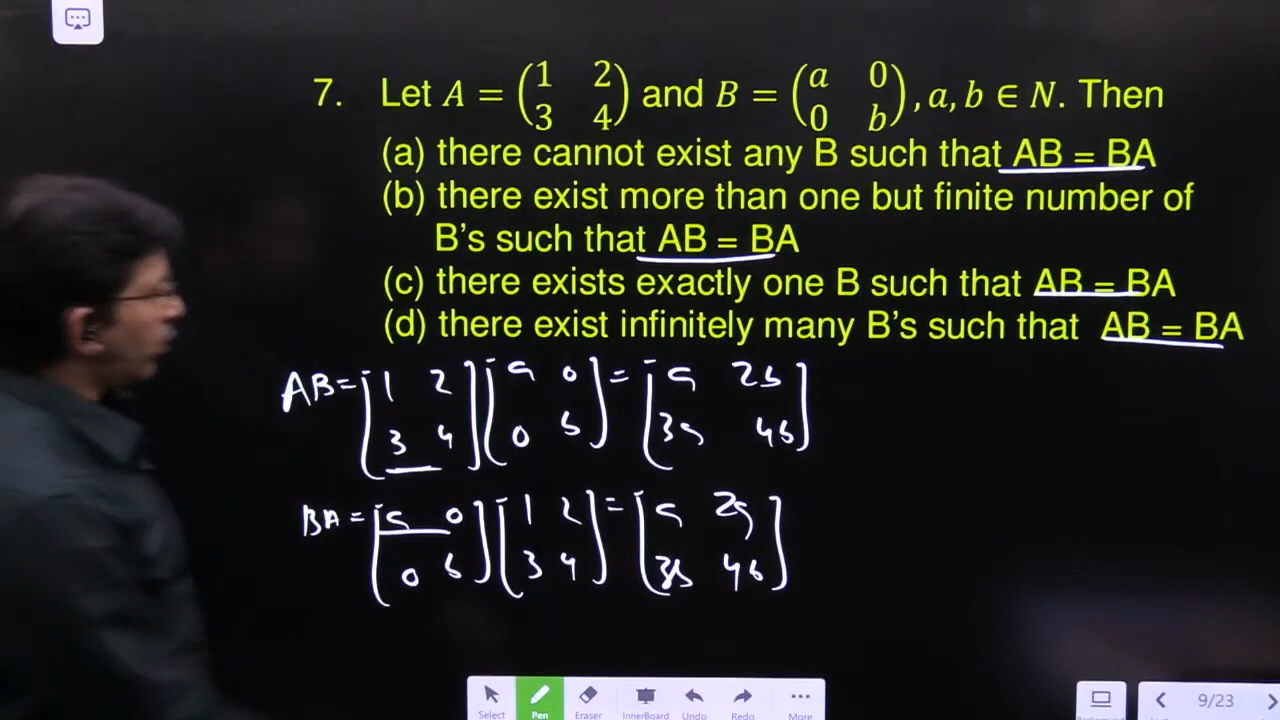 7. Let A = (1 2 3 4) and B = (a 0 0 b), a, b ∈ N. Then
(a) there cannot exist any B such that AB = BA
(b) there exist more than one but finite number of
B's such that AB = BA
(c) there exists exactly one B such that AB = BA
(d) there exist infinitely many B's such that AB = BA
AB = [1 2 3 4] [a 0 0 b] = [a 2b 3a 4b]
BA = [a 0 0 b] [1 2 3 4] = [a 2a 3b 4b]
Select Pen Eraser InnerBoard Undo Redo More
9/23